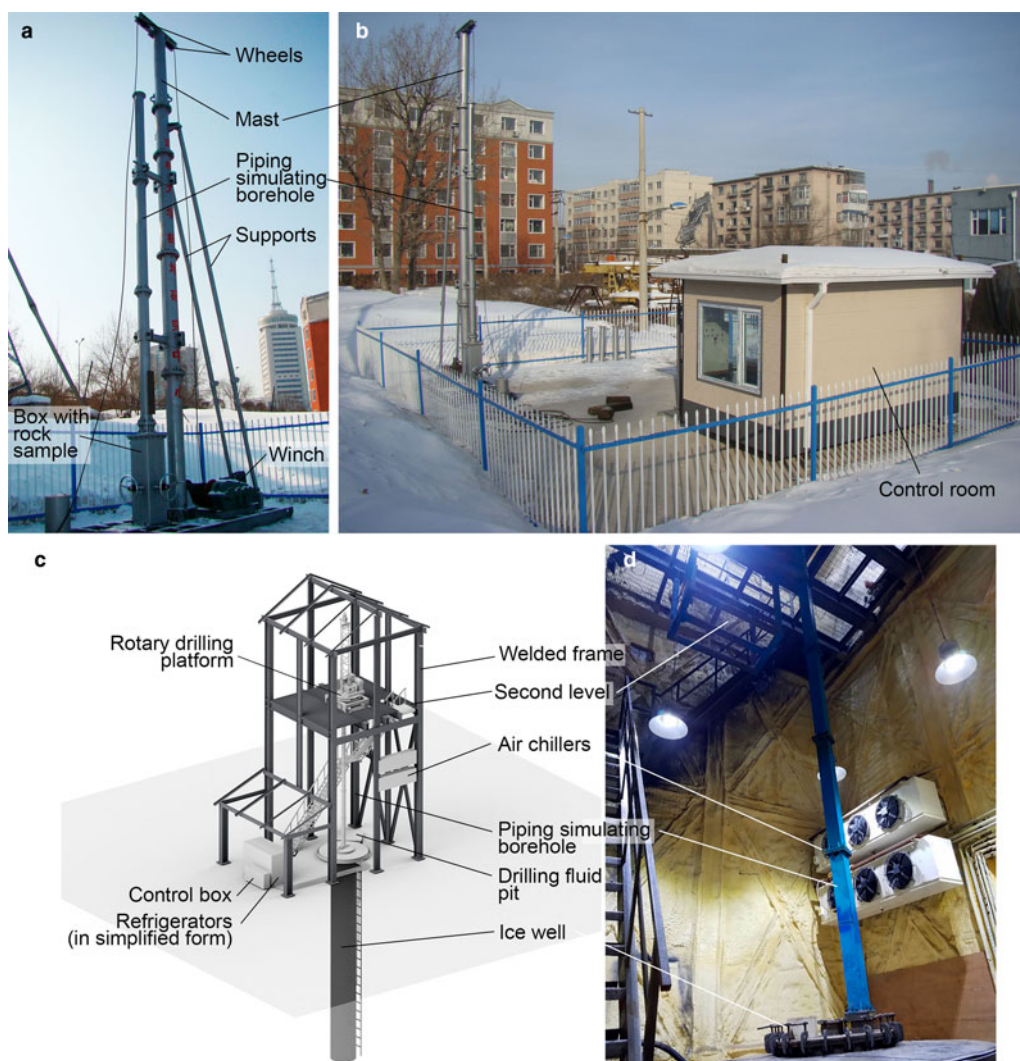 a
Wheels
Mast
Piping
simulating
borehole
Supports
Box with
rock
sample
Winch
b
Control room
c
Rotary drilling
platform
Welded frame
Second level
Air chillers
Piping simulating
borehole
Control box
Drilling fluid
pit
Refrigerators
(in simplified form)
Ice well
d